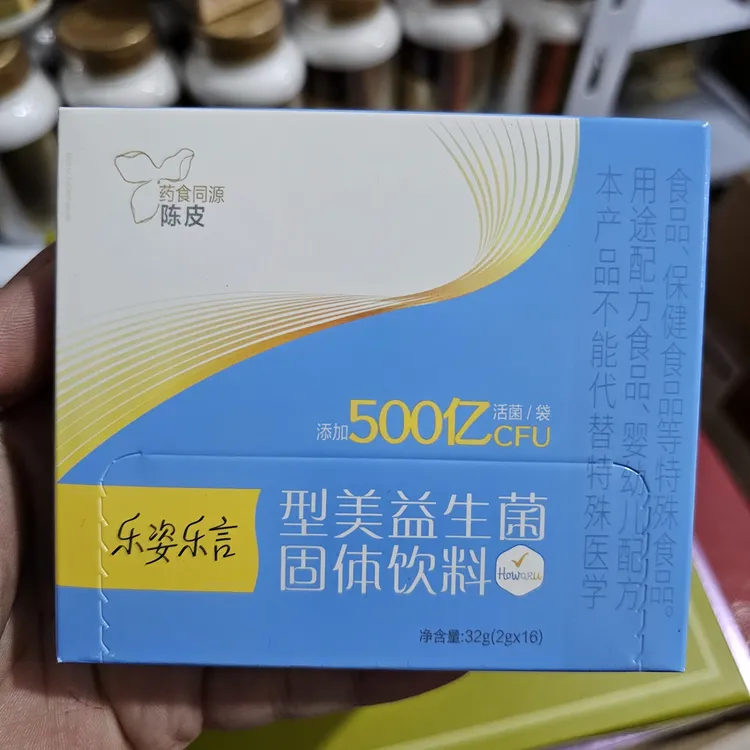 药食同源
陈皮
添加500亿活菌/袋
CFU
乐姿乐言
型美益生菌
固体饮料
HOWARU
净含量:32g(2gx16)
本产品不能代替特殊医学
用途配方食品、婴幼儿配方
食品、保健食品等特殊食品。